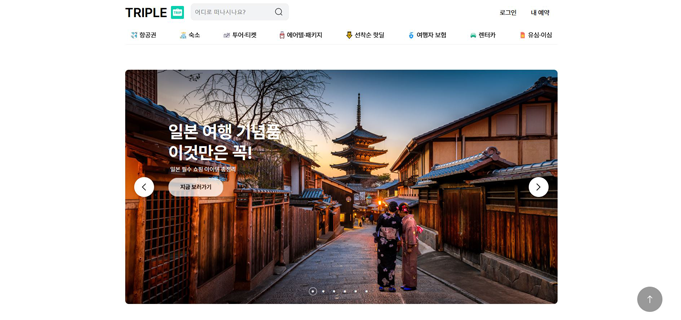 TRIPLE
어디로 떠나시나요?
로그인
내 예약
항공권
숙소
투어·티켓
에어텔·패키지
선착순 핫딜
여행자 보험
렌터카
유심·이심
일본 여행 기념품
이것만은 꼭!
일본 필수 쇼핑 아이템 총정리
지금 보러가기